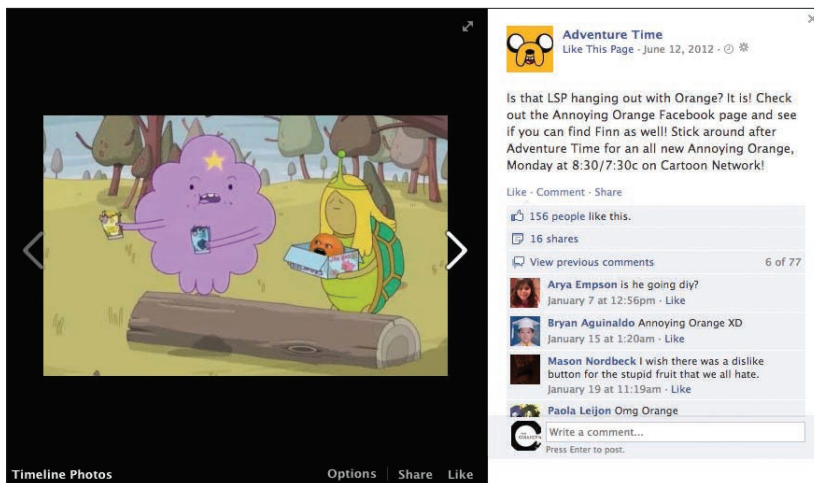 Adventure Time
Like This Page · June 12, 2012 ·
Is that LSP hanging out with Orange? It is! Check
out the Annoying Orange Facebook page and see
if you can find Finn as well! Stick around after
Adventure Time for an all new Annoying Orange,
Monday at 8:30/7:30c on Cartoon Network!
Like · Comment · Share
156 people like this.
16 shares
View previous comments 6 of 77
Arya Empson is he going diy?
January 7 at 12:56pm · Like
Bryan Aguinaldo Annoying Orange XD
January 15 at 1:20am · Like
Mason Nordbeck I wish there was a dislike
button for the stupid fruit that we all hate.
January 19 at 11:19am · Like
Paola Leijon Omg Orange
Write a comment...
Press Enter to post.
Timeline Photos Options Share Like